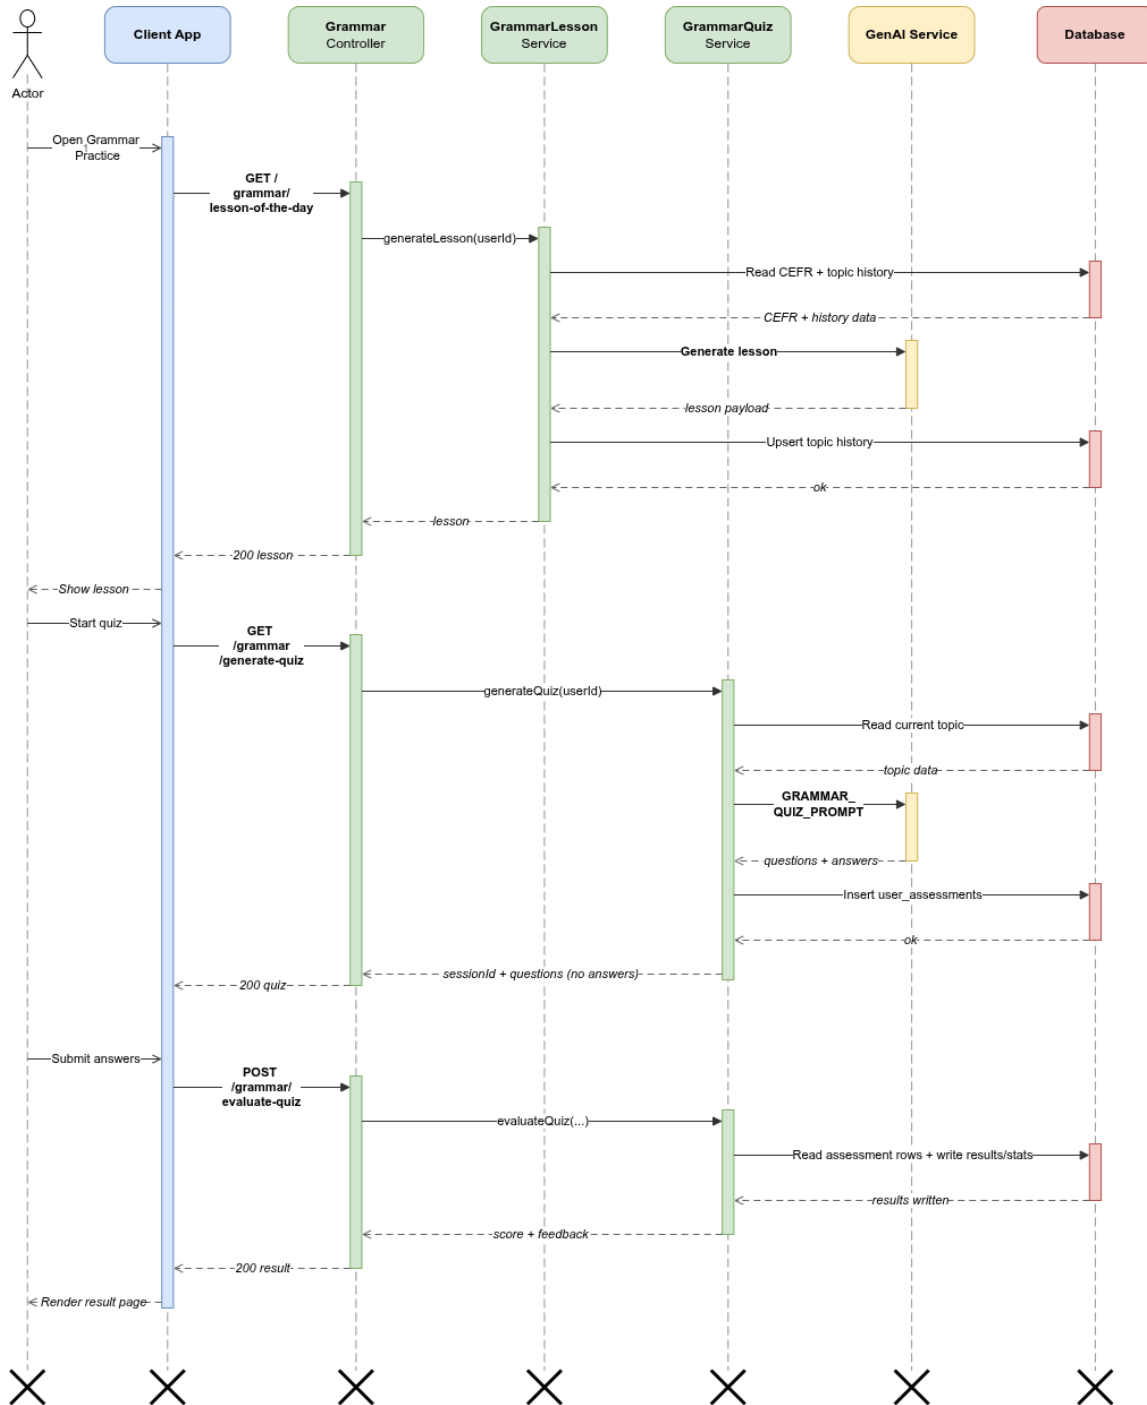 Client App
Grammar
Controller
GrammarLesson
Service
GrammarQuiz
Service
GenAI Service
Database
Actor
Open Grammar
Practice
GET /
grammar/
lesson-of-the-day
generateLesson(userId)
Read CEFR + topic history
CEFR + history data
Generate lesson
lesson payload
Upsert topic history
ok
lesson
200 lesson
Show lesson
Start quiz
GET
/grammar
/generate-quiz
generateQuiz(userId)
Read current topic
topic data
GRAMMAR_
QUIZ_PROMPT
questions + answers
Insert user_assessments
ok
sessionId + questions (no answers)
200 quiz
Submit answers
POST
/grammar/
evaluate-quiz
evaluateQuiz(...)
Read assessment rows + write results/stats
results written
score + feedback
200 result
Render result page